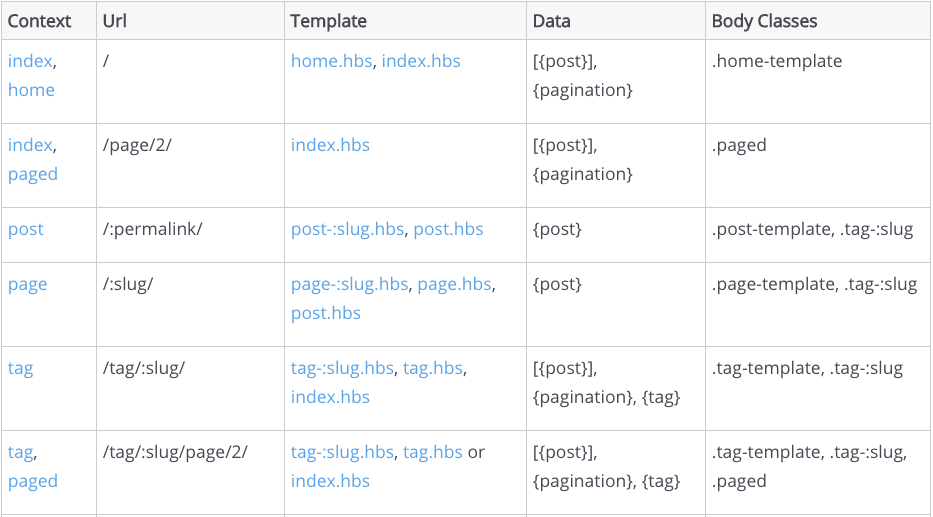 Context Url Template Data Body Classes
index, / home.hbs, index.hbs [{post}], .home-template
home {pagination}
index, /page/2/ index.hbs [{post}], .paged
paged {pagination}
post /:permalink/ post-:slug.hbs, post.hbs {post} .post-template, .tag-:slug
page /:slug/ page-:slug.hbs, page.hbs, {post} .page-template, .tag-:slug
post.hbs
tag /tag/:slug/ tag-:slug.hbs, tag.hbs, [{post}], .tag-template, .tag-:slug
index.hbs {pagination}, {tag}
tag, /tag/:slug/page/2/ tag-:slug.hbs, tag.hbs or [{post}], .tag-template, .tag-:slug,
paged index.hbs {pagination}, {tag} .paged